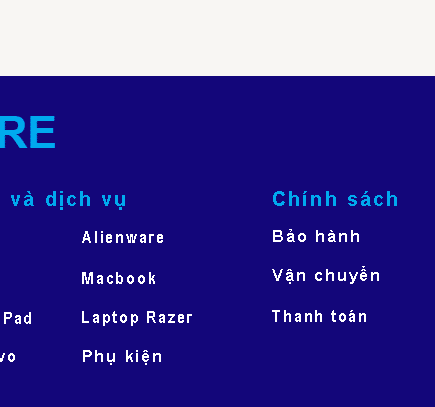 RE
và dịch vụ
Chính sách
Alienware
Bảo hành
Macbook
Vận chuyển
Pad
Laptop Razer
Thanh toán
vo
Phụ kiện